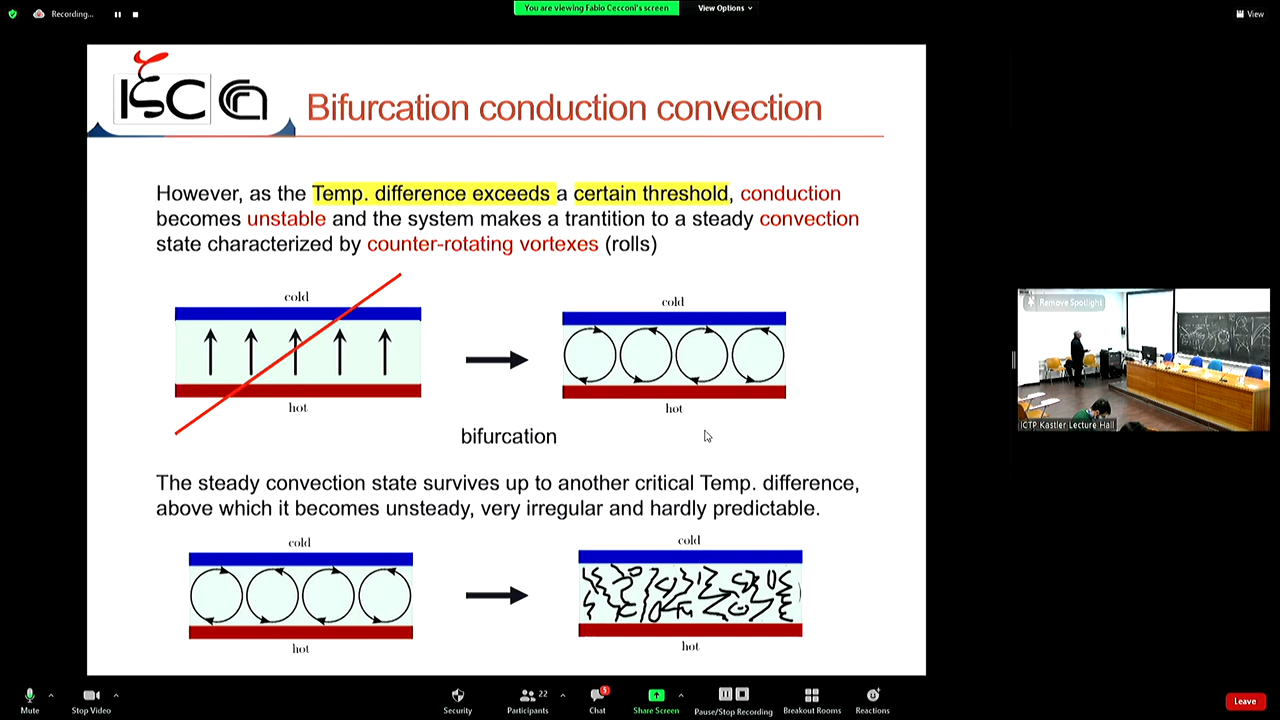 Recording...
You are viewing Fabio Cecconi's screen
View Options
View
ISC
Bifurcation conduction convection
However, as the Temp. difference exceeds a certain threshold, conduction
becomes unstable and the system makes a trantition to a steady convection
state characterized by counter-rotating vortexes (rolls)
cold
cold
hot
hot
bifurcation
The steady convection state survives up to another critical Temp. difference,
above which it becomes unsteady, very irregular and hardly predictable.
cold
cold
hot
hot
Remove Spotlight
ICTP Kastler Lecture Hall
Mute
Stop Video
Security
22
Participants
5
Chat
Share Screen
Pause/Stop Recording
Breakout Rooms
Reactions
Leave